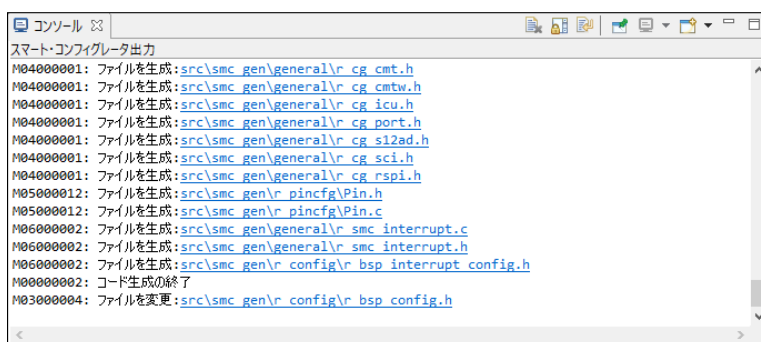 コンソール
スマート・コンフィグレータ出力
M04000001: ファイルを生成:src\smc_gen\general\r_cg_cmt.h
M04000001: ファイルを生成:src\smc_gen\general\r_cg_cmtw.h
M04000001: ファイルを生成:src\smc_gen\general\r_cg_icu.h
M04000001: ファイルを生成:src\smc_gen\general\r_cg_port.h
M04000001: ファイルを生成:src\smc_gen\general\r_cg_s12ad.h
M04000001: ファイルを生成:src\smc_gen\general\r_cg_sci.h
M04000001: ファイルを生成:src\smc_gen\general\r_cg_rspi.h
M05000012: ファイルを生成:src\smc_gen\r_pincfg\Pin.h
M05000012: ファイルを生成:src\smc_gen\r_pincfg\Pin.c
M06000002: ファイルを生成:src\smc_gen\general\r_smc_interrupt.c
M06000002: ファイルを生成:src\smc_gen\general\r_smc_interrupt.h
M06000002: ファイルを生成:src\smc_gen\r_config\r_bsp_interrupt_config.h
M00000002: コード生成の終了
M03000004: ファイルを変更:src\smc_gen\r_config\r_bsp_config.h